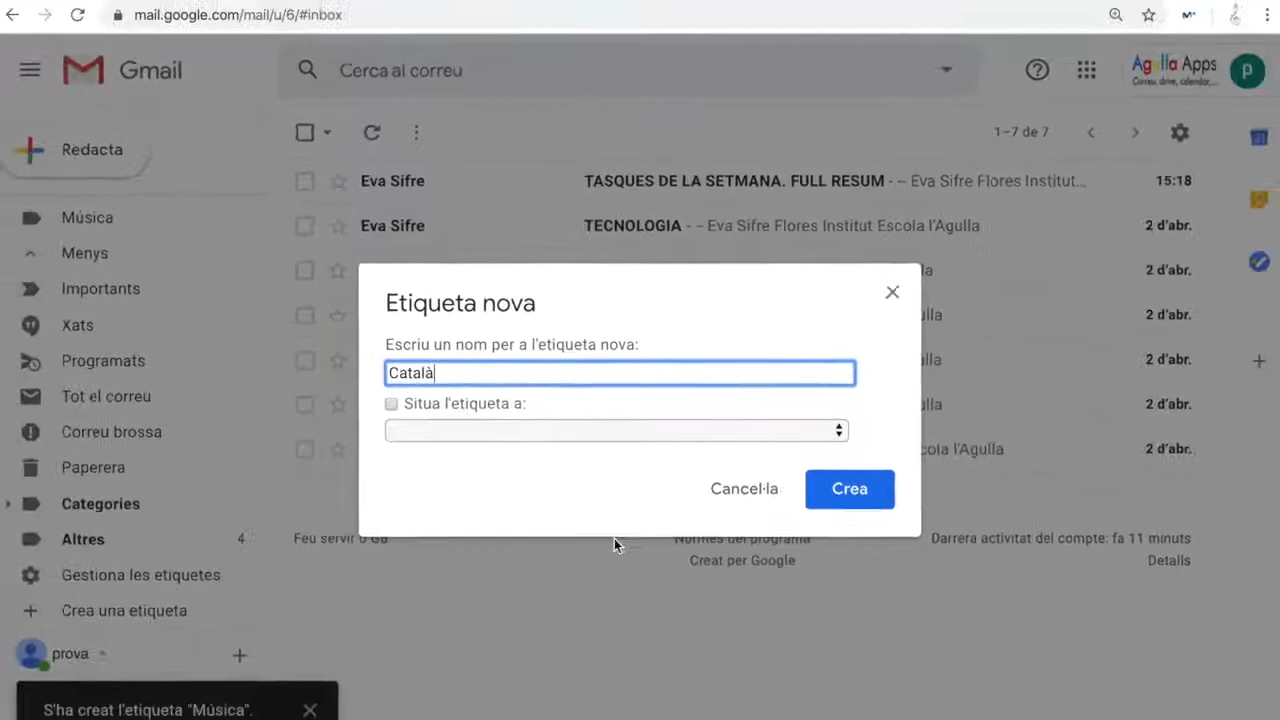 mail.google.com/mail/u/6/#inbox
Gmail
Cerca al correu
Agulla Apps
Correu, drive, calendar,...
p
Redacta
1–7 de 7
Eva Sifre
TASQUES DE LA SETMANA. FULL RESUM - – Eva Sifre Flores Institut...
15:18
Música
Eva Sifre
TECNOLOGIA - – Eva Sifre Flores Institut Escola l'Agulla
2 d'abr.
Menys
2 d'abr.
Importants
Etiqueta nova
2 d'abr.
Xats
Escriu un nom per a l'etiqueta nova:
Català
2 d'abr.
Programats
Situa l'etiqueta a:
2 d'abr.
Tot el correu
Correu brossa
l'Agulla
2 d'abr.
Paperera
Cancel·la
Crea
Categories
Altres
4
Feu servir 0 GB
Normes del programa
Darrera activitat del compte: fa 11 minuts
Creat per Google
Detalls
Gestiona les etiquetes
Crea una etiqueta
prova
S'ha creat l'etiqueta "Música".